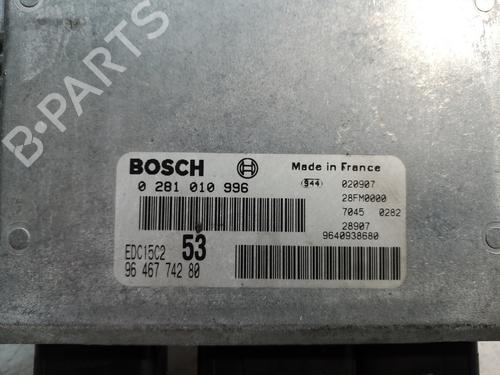 B-PARTS
BOSCH
Made in France
0 281 010 996
944 020907
28FM0000
7045 0282
28907
9640938680
EDC15C2 53
96 467 742 80